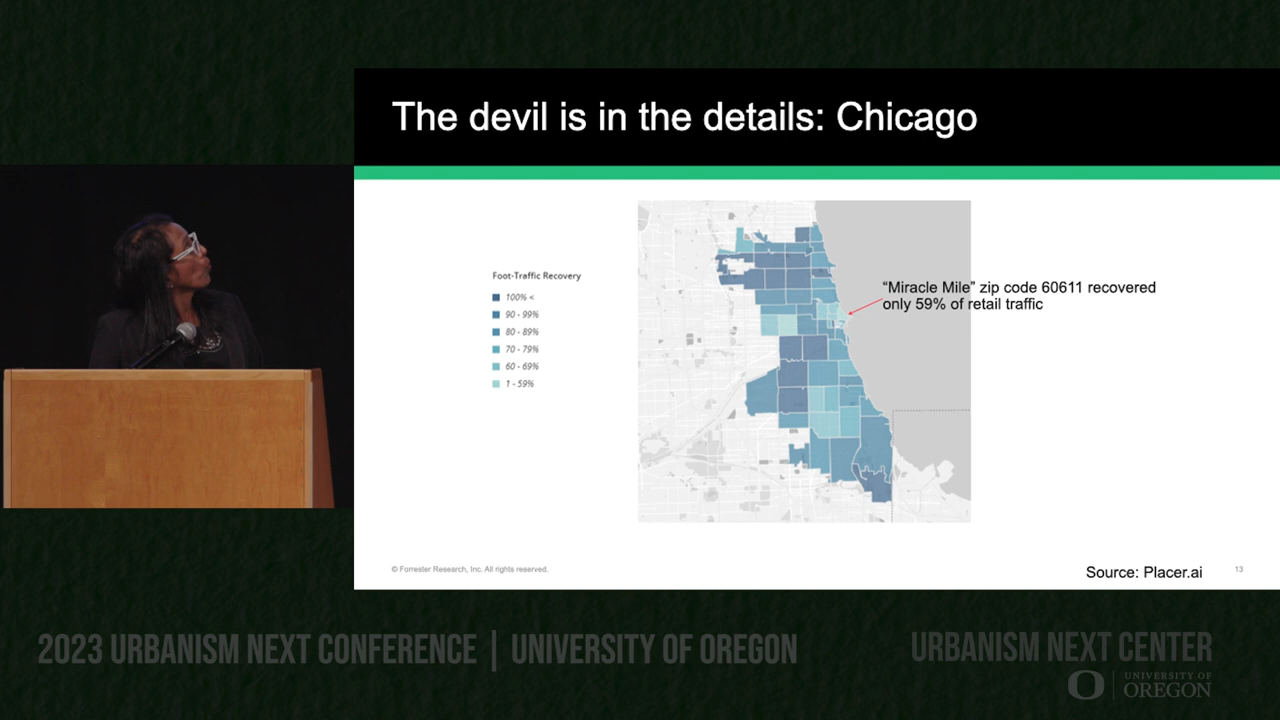 The devil is in the details: Chicago
Foot-Traffic Recovery
100% <
90 - 99%
80 - 89%
70 - 79%
60 - 69%
1 - 59%
“Miracle Mile” zip code 60611 recovered
only 59% of retail traffic
© Forrester Research, Inc. All rights reserved.
Source: Placer.ai
13
2023 URBANISM NEXT CONFERENCE | UNIVERSITY OF OREGON
URBANISM NEXT CENTER
O
UNIVERSITY OF
OREGON